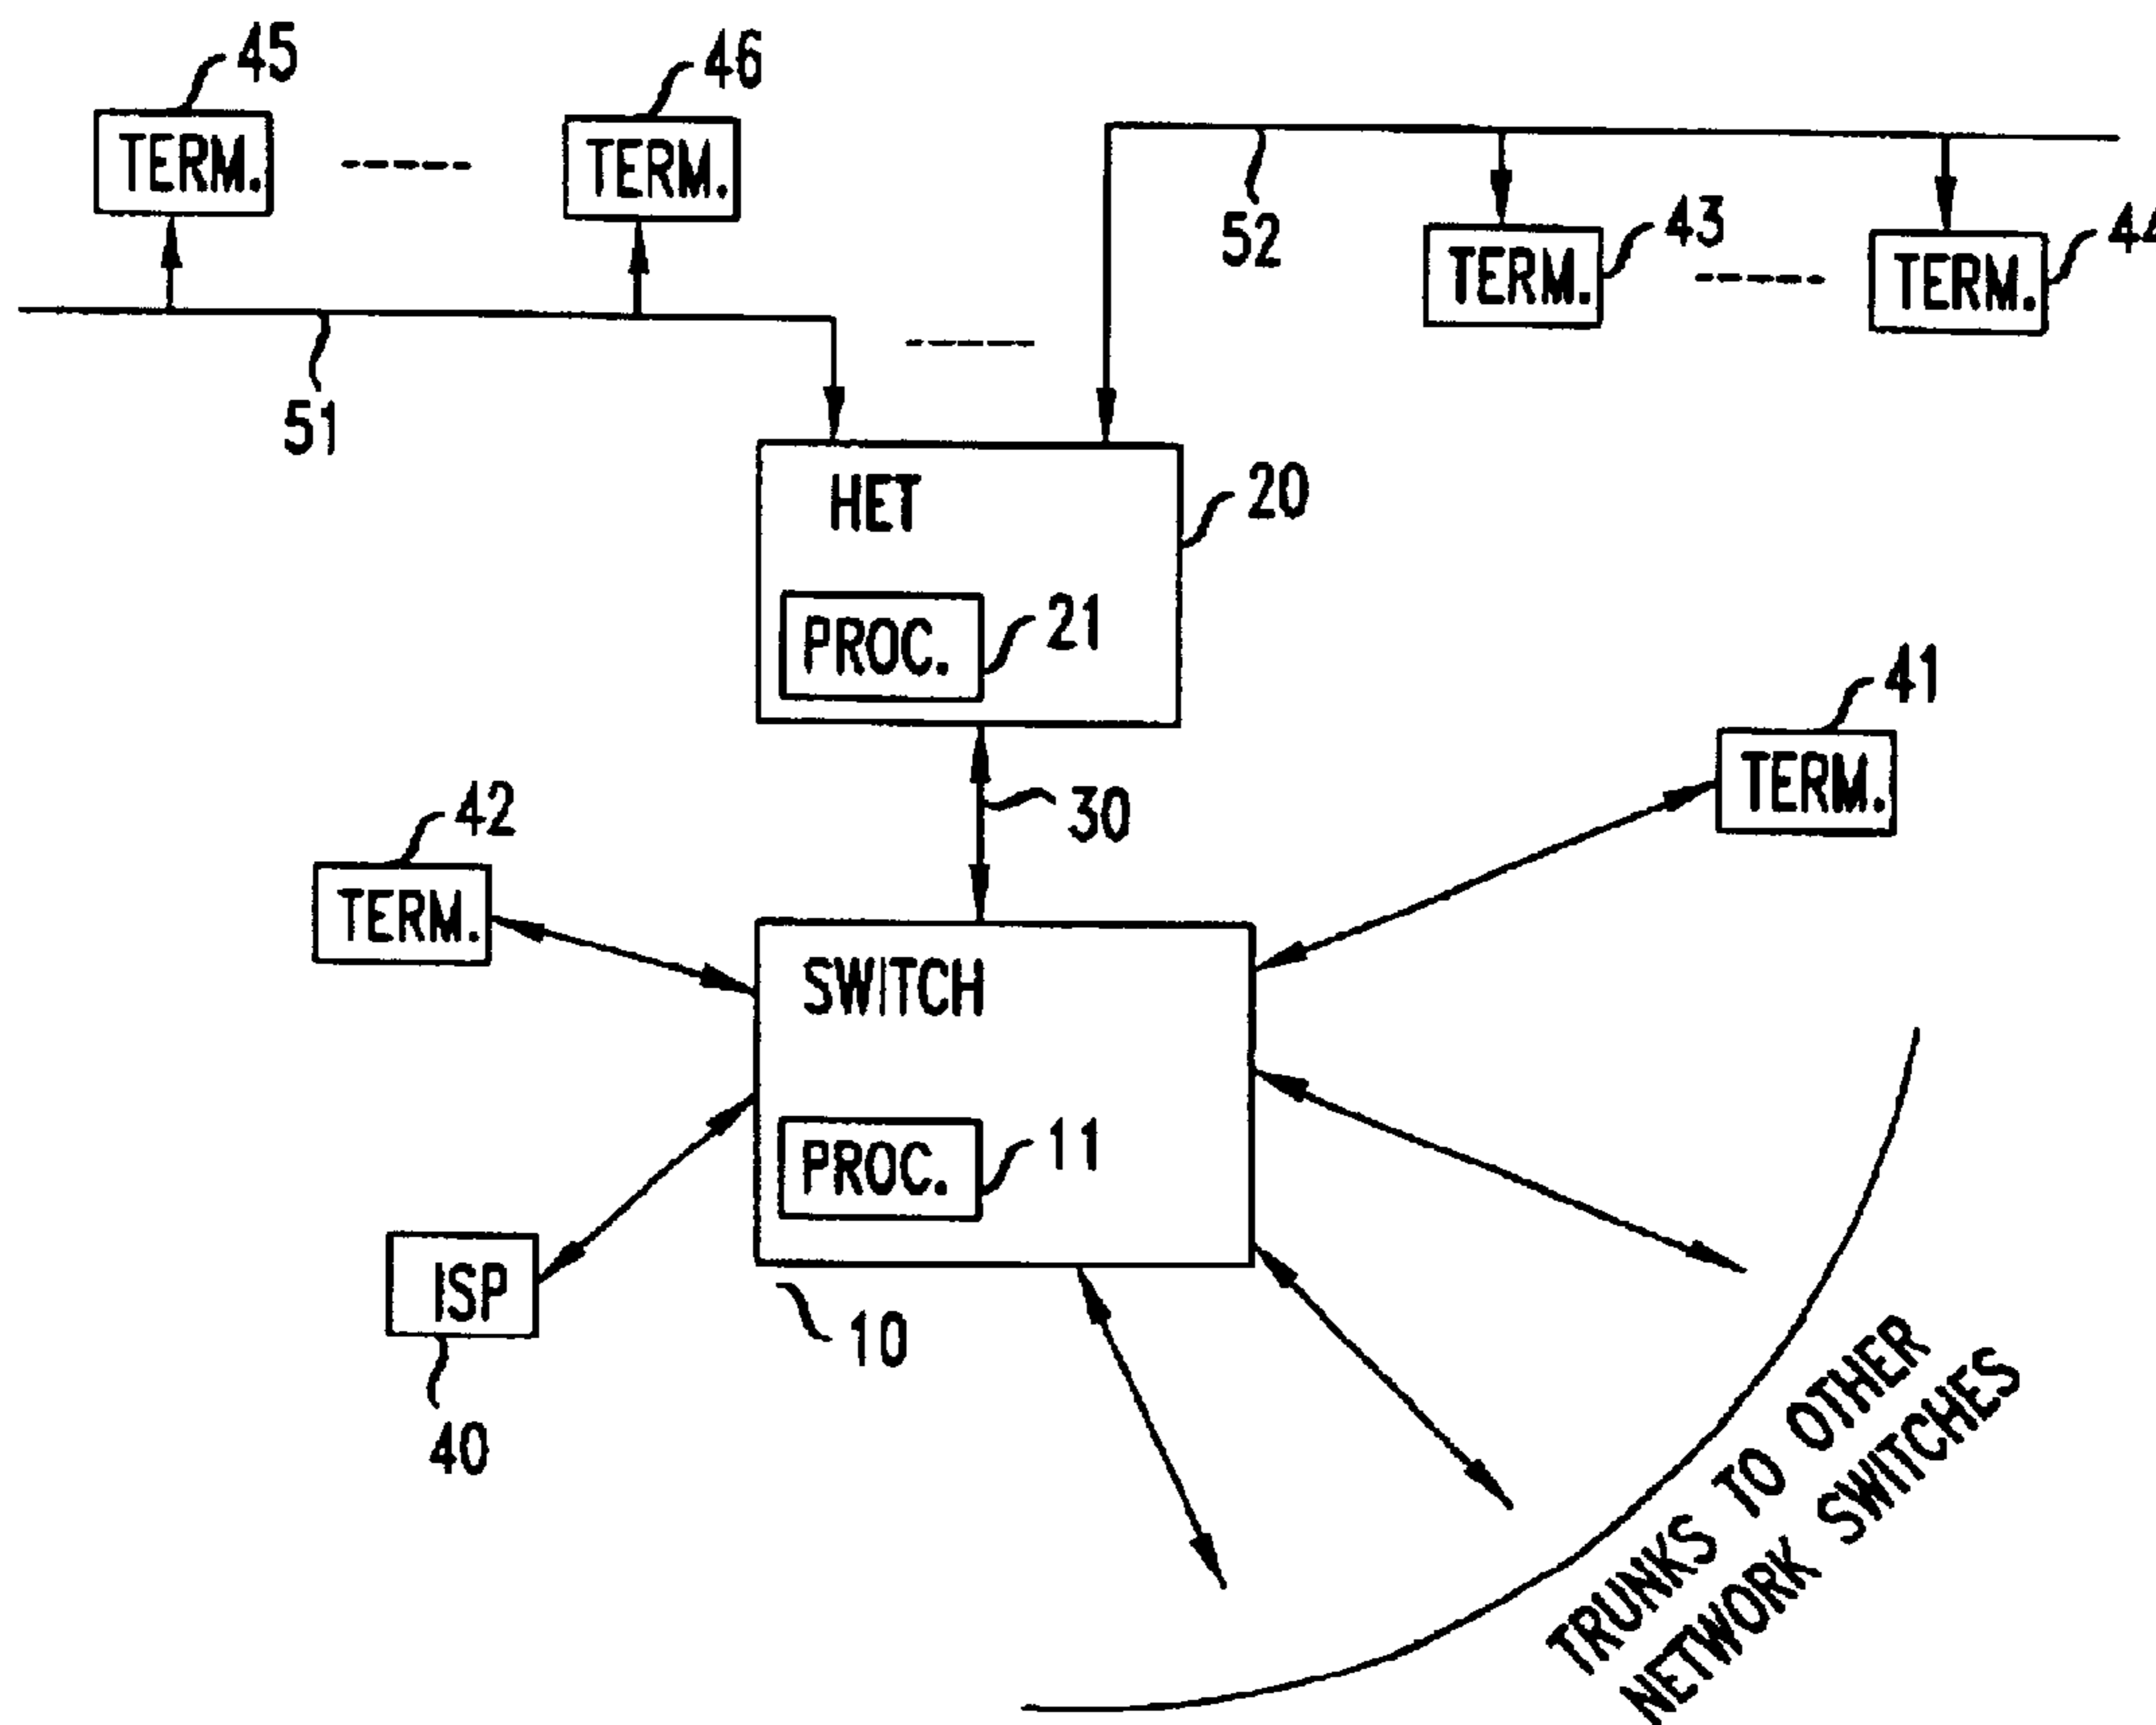 45
46
TERM.
TERM.
52
43
44
TERM.
TERM.
51
HET
20
PROC.
21
41
TERM.
42
30
TERM.
SWITCH
PROC.
11
ISP
10
40
TRUNKS TO OTHER
NETWORK SWITCHES